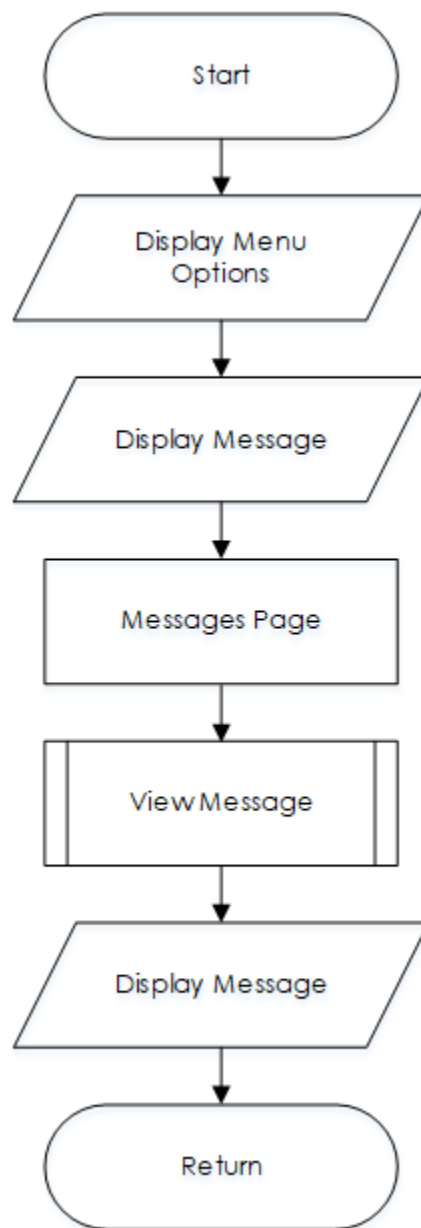 Start
Display Menu
Options
Display Message
Messages Page
View Message
Display Message
Return